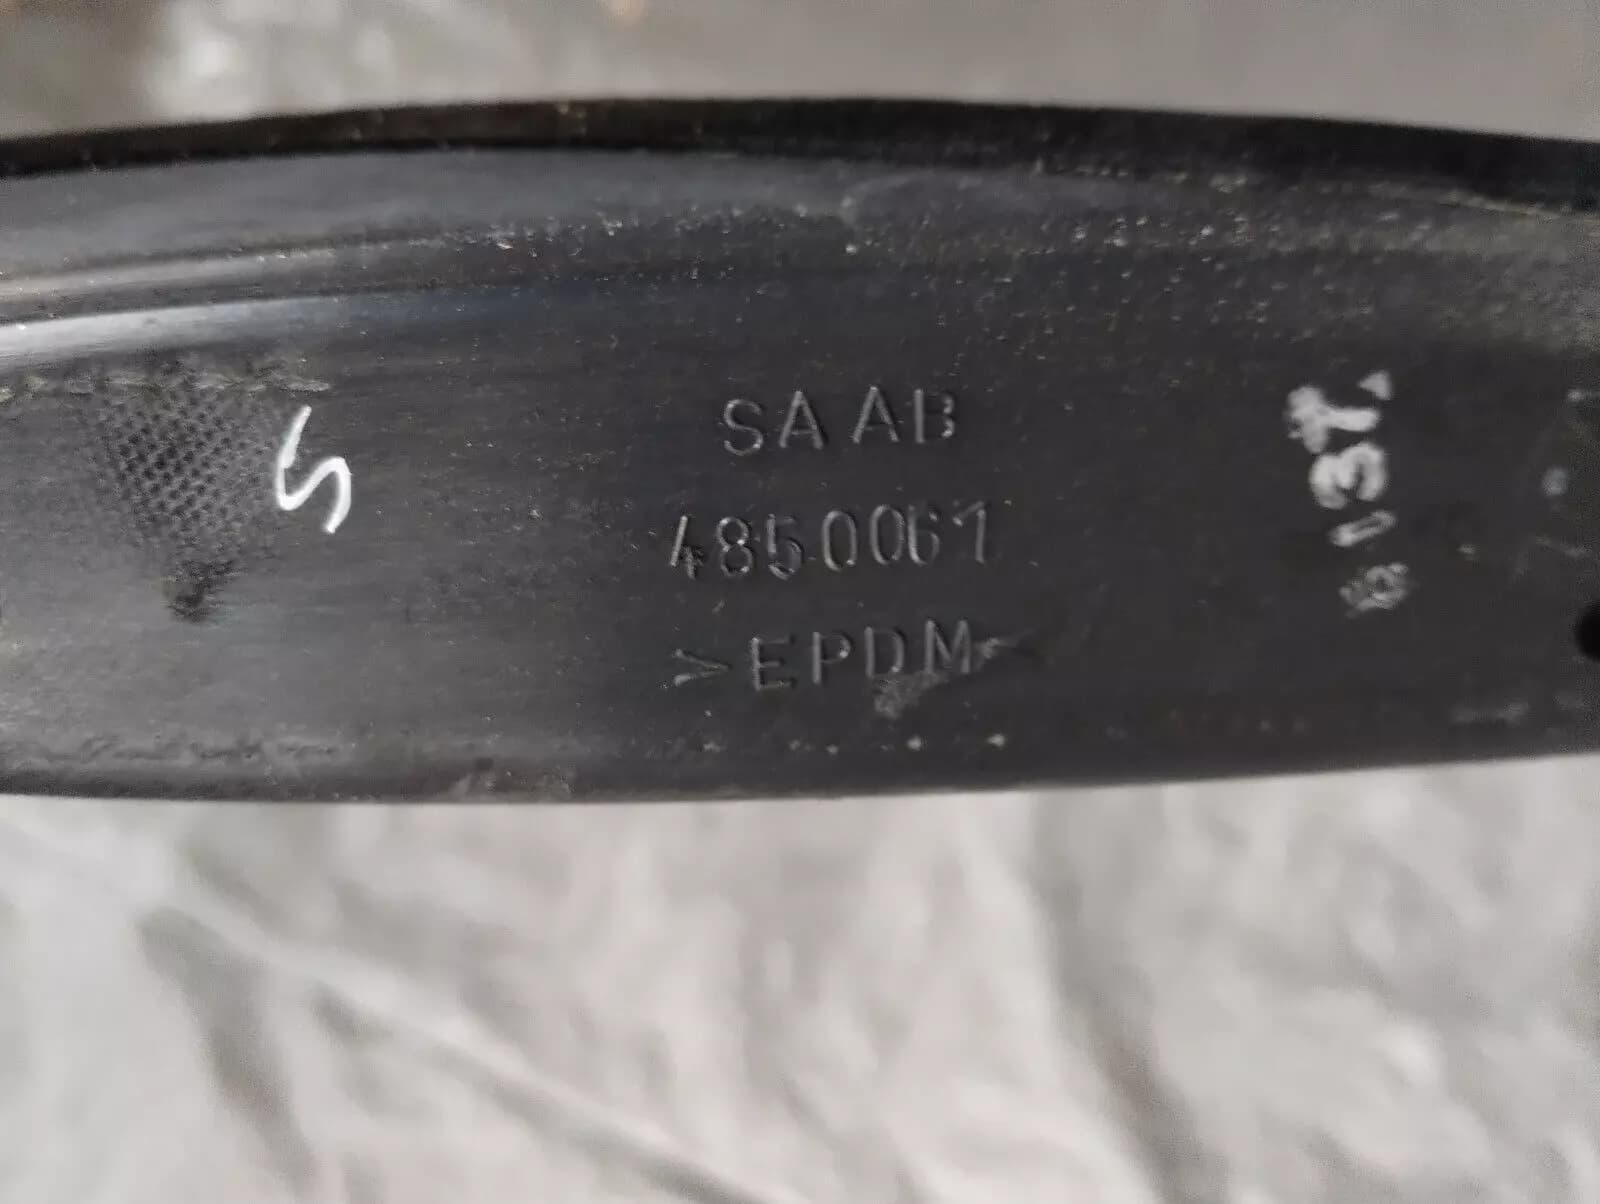 S
SAAB
4850061
>EPDM<